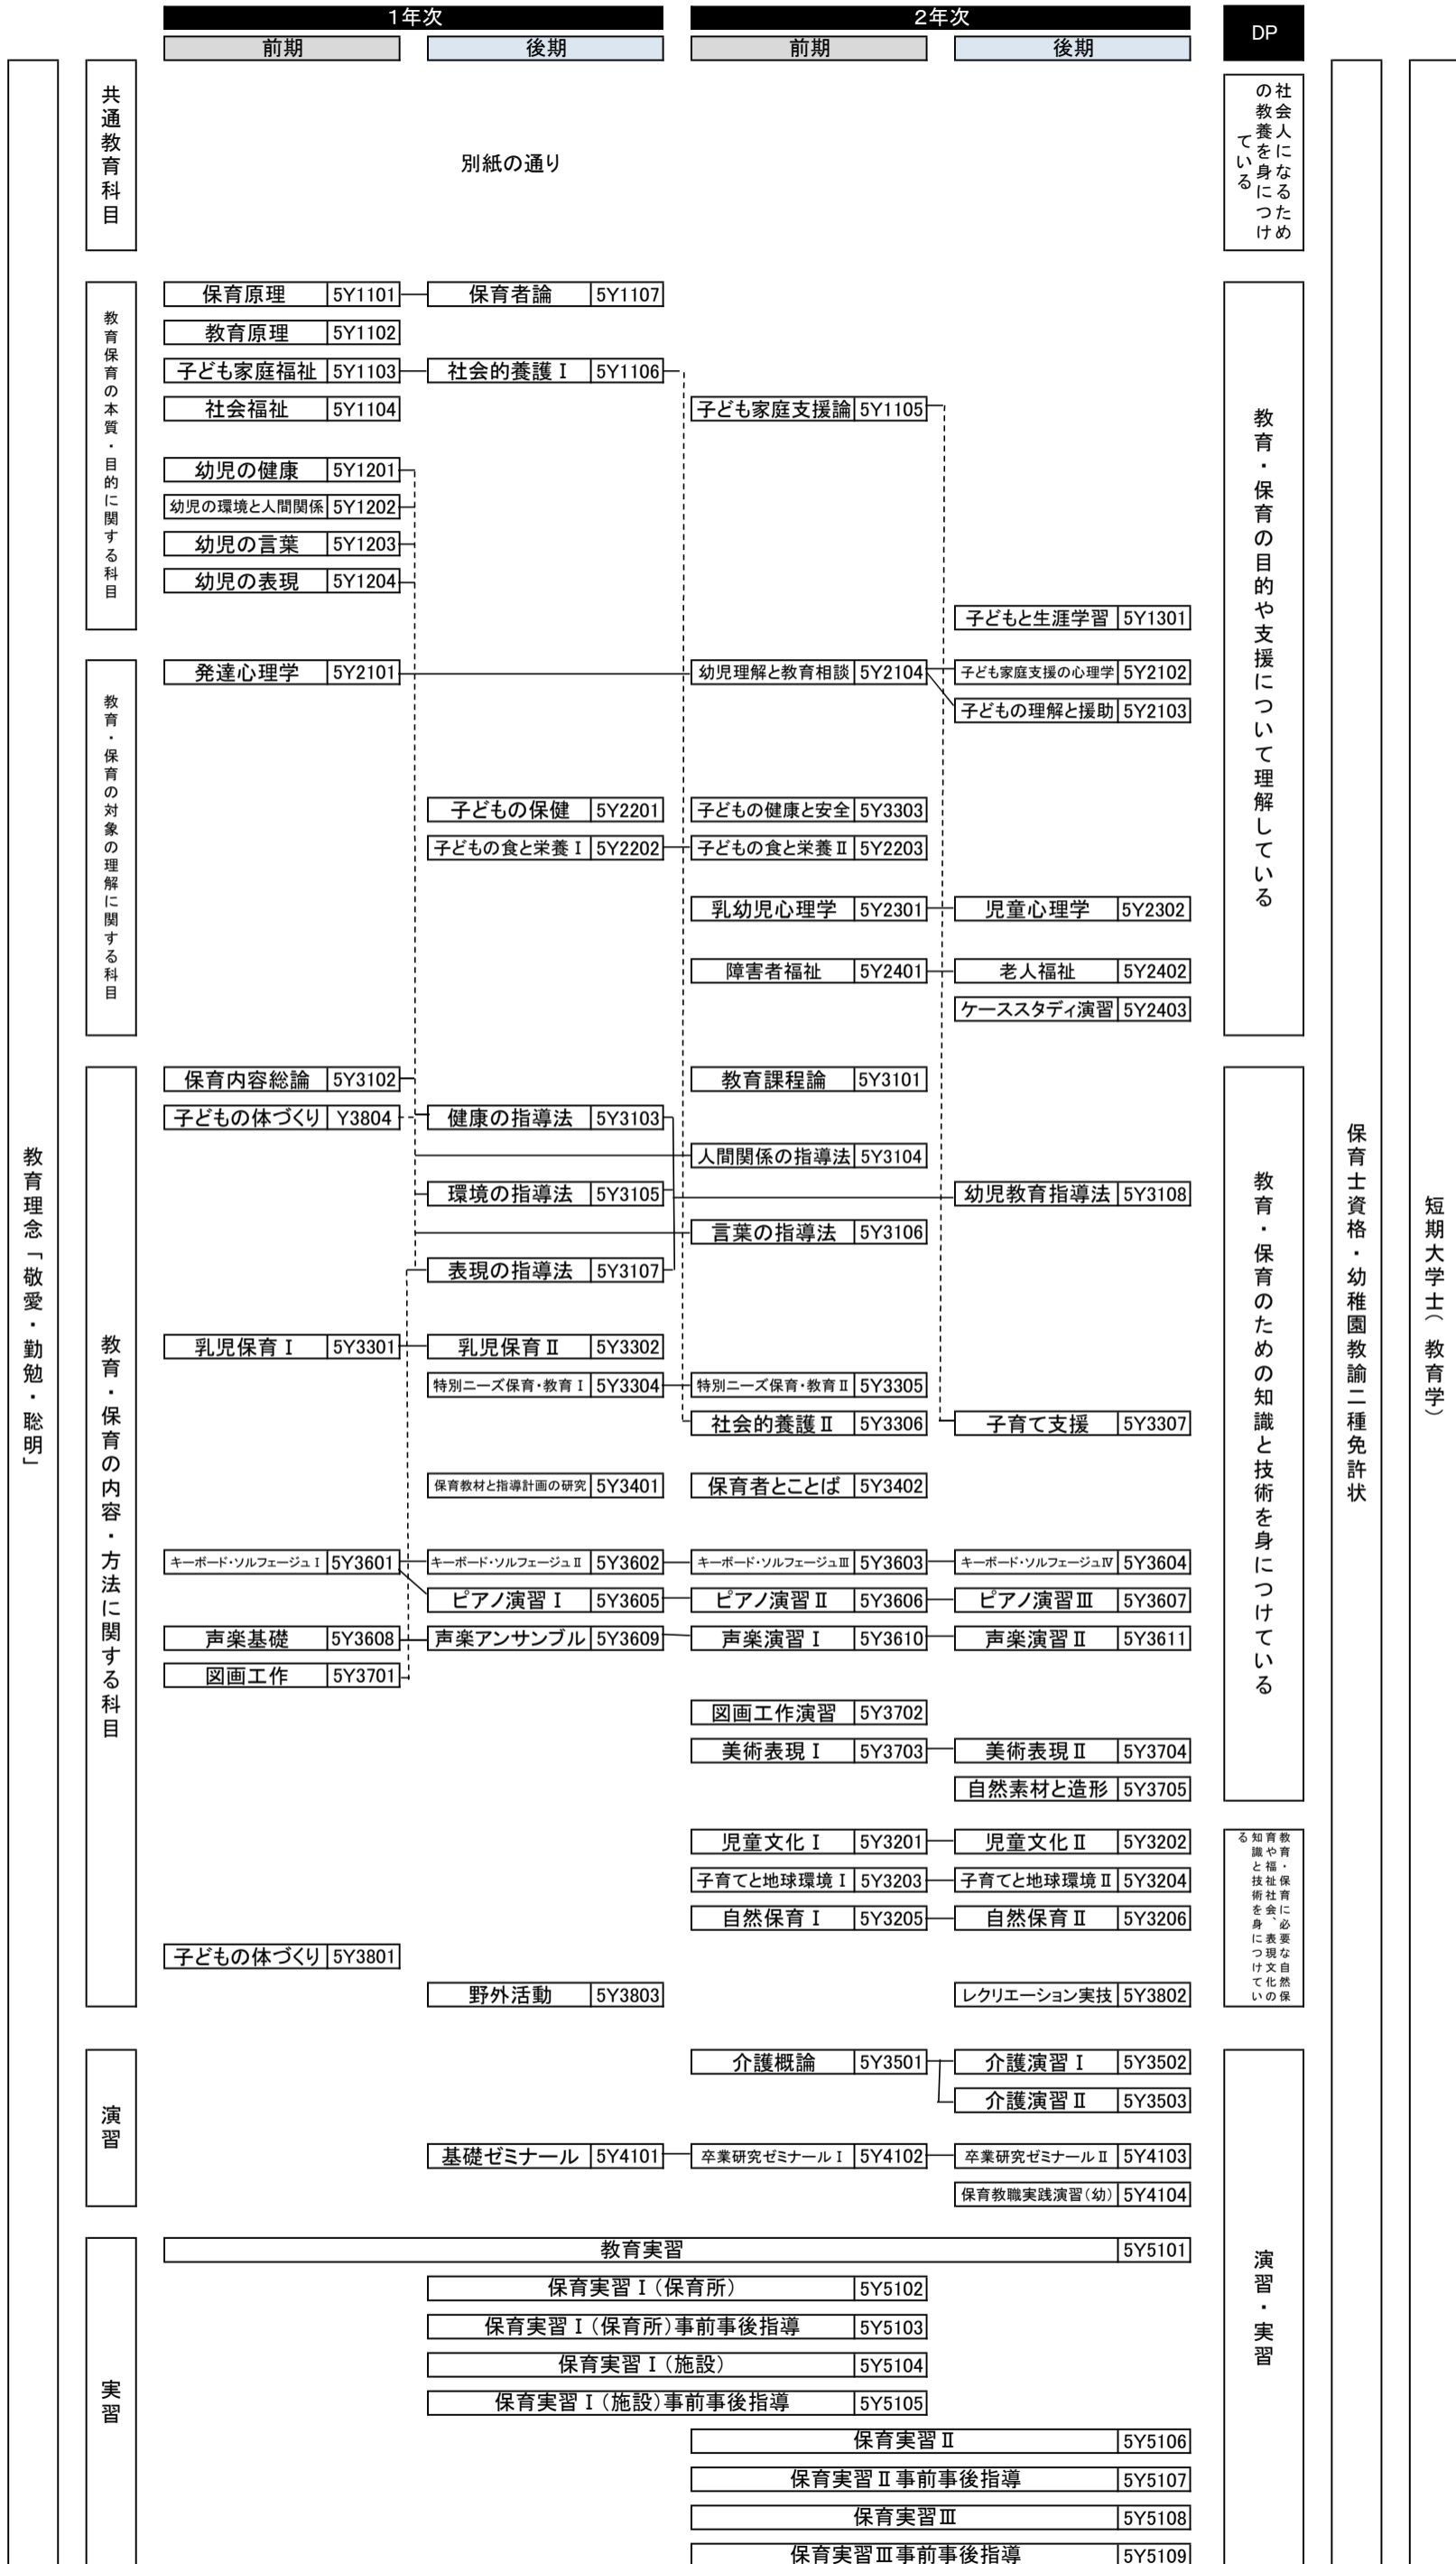 1年次
2年次
DP
前期
後期
前期
後期
教育理念「敬愛・勤勉・聡明」
共通教育科目
別紙の通り
社会人になるため
の教養を身につけ
ている
保育士資格・幼稚園教諭二種免許状
短期大学士（教育学）
教育保育の本質・目的に関する科目
教育・保育の目的や支援について理解している
保育原理 5Y1101
保育者論 5Y1107
教育原理 5Y1102
子ども家庭福祉 5Y1103
社会的養護Ⅰ 5Y1106
社会福祉 5Y1104
子ども家庭支援論 5Y1105
幼児の健康 5Y1201
幼児の環境と人間関係 5Y1202
幼児の言葉 5Y1203
幼児の表現 5Y1204
子どもと生涯学習 5Y1301
教育・保育の対象の理解に関する科目
発達心理学 5Y2101
幼児理解と教育相談 5Y2104
子ども家庭支援の心理学 5Y2102
子どもの理解と援助 5Y2103
子どもの保健 5Y2201
子どもの健康と安全 5Y3303
子どもの食と栄養Ⅰ 5Y2202
子どもの食と栄養Ⅱ 5Y2203
乳幼児心理学 5Y2301
児童心理学 5Y2302
障害者福祉 5Y2401
老人福祉 5Y2402
ケーススタディ演習 5Y2403
教育・保育の内容・方法に関する科目
教育・保育のための知識と技術を身につけている
保育内容総論 5Y3102
教育課程論 5Y3101
子どもの体づくり Y3804
健康の指導法 5Y3103
人間関係の指導法 5Y3104
環境の指導法 5Y3105
幼児教育指導法 5Y3108
言葉の指導法 5Y3106
表現の指導法 5Y3107
乳児保育Ⅰ 5Y3301
乳児保育Ⅱ 5Y3302
特別ニーズ保育・教育Ⅰ 5Y3304
特別ニーズ保育・教育Ⅱ 5Y3305
社会的養護Ⅱ 5Y3306
子育て支援 5Y3307
保育教材と指導計画の研究 5Y3401
保育者とことば 5Y3402
キーボード・ソルフェージュⅠ 5Y3601
キーボード・ソルフェージュⅡ 5Y3602
キーボード・ソルフェージュⅢ 5Y3603
キーボード・ソルフェージュⅣ 5Y3604
ピアノ演習Ⅰ 5Y3605
ピアノ演習Ⅱ 5Y3606
ピアノ演習Ⅲ 5Y3607
声楽基礎 5Y3608
声楽アンサンブル 5Y3609
声楽演習Ⅰ 5Y3610
声楽演習Ⅱ 5Y3611
図画工作 5Y3701
図画工作演習 5Y3702
美術表現Ⅰ 5Y3703
美術表現Ⅱ 5Y3704
自然素材と造形 5Y3705
児童文化Ⅰ 5Y3201
児童文化Ⅱ 5Y3202
教育・保育に必要な自然保
育や福祉社会、表現文化の
知識と技術を身につけてい
る
子育てと地球環境Ⅰ 5Y3203
子育てと地球環境Ⅱ 5Y3204
自然保育Ⅰ 5Y3205
自然保育Ⅱ 5Y3206
子どもの体づくり 5Y3801
野外活動 5Y3803
レクリエーション実技 5Y3802
演習
演習・実習
介護概論 5Y3501
介護演習Ⅰ 5Y3502
介護演習Ⅱ 5Y3503
基礎ゼミナール 5Y4101
卒業研究ゼミナールⅠ 5Y4102
卒業研究ゼミナールⅡ 5Y4103
保育教職実践演習（幼） 5Y4104
実習
教育実習 5Y5101
保育実習Ⅰ（保育所） 5Y5102
保育実習Ⅰ（保育所）事前事後指導 5Y5103
保育実習Ⅰ（施設） 5Y5104
保育実習Ⅰ（施設）事前事後指導 5Y5105
保育実習Ⅱ 5Y5106
保育実習Ⅱ事前事後指導 5Y5107
保育実習Ⅲ 5Y5108
保育実習Ⅲ事前事後指導 5Y5109